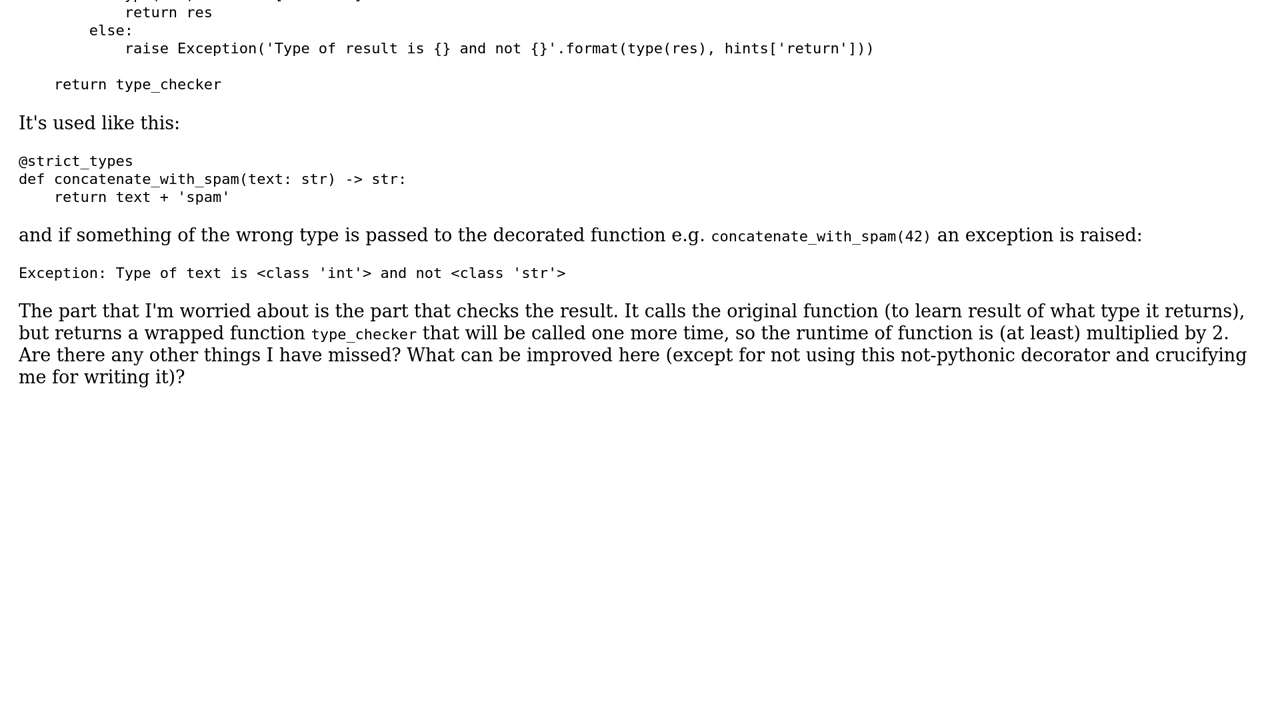 return res
else:
raise Exception('Type of result is {} and not {}'.format(type(res), hints['return']))
return type_checker
It's used like this:
@strict_types
def concatenate_with_spam(text: str) -> str:
return text + 'spam'
and if something of the wrong type is passed to the decorated function e.g. concatenate_with_spam(42) an exception is raised:
Exception: Type of text is <class 'int'> and not <class 'str'>
The part that I'm worried about is the part that checks the result. It calls the original function (to learn result of what type it returns),
but returns a wrapped function type_checker that will be called one more time, so the runtime of function is (at least) multiplied by 2.
Are there any other things I have missed? What can be improved here (except for not using this not-pythonic decorator and crucifying
me for writing it)?